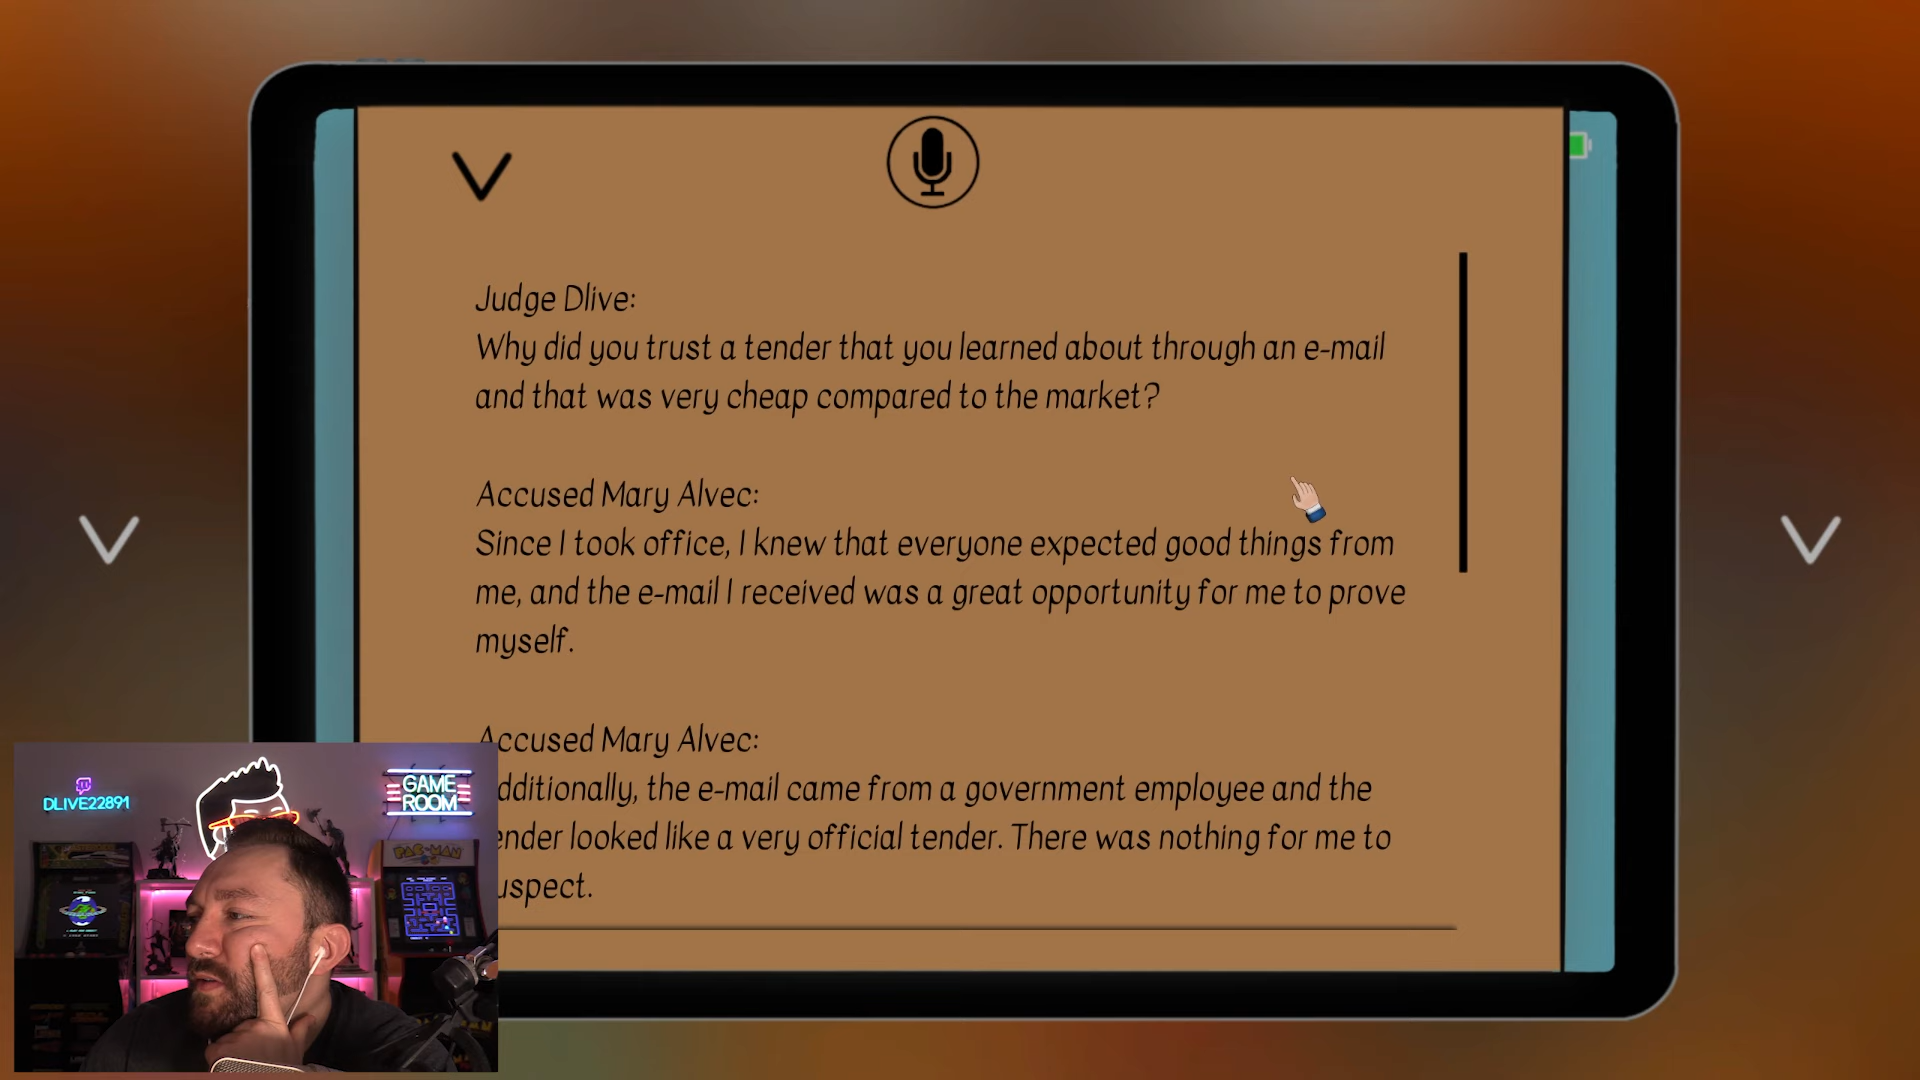 Judge Dlive:
Why did you trust a tender that you learned about through an e-mail
and that was very cheap compared to the market?
Accused Mary Alvec:
Since I took office, I knew that everyone expected good things from
me, and the e-mail I received was a great opportunity for me to prove
myself.
Accused Mary Alvec:
dditionally, the e-mail came from a government employee and the
ender looked like a very official tender. There was nothing for me to
uspect.
DLIVE22891
GAME
ROOM
PAC-MAN